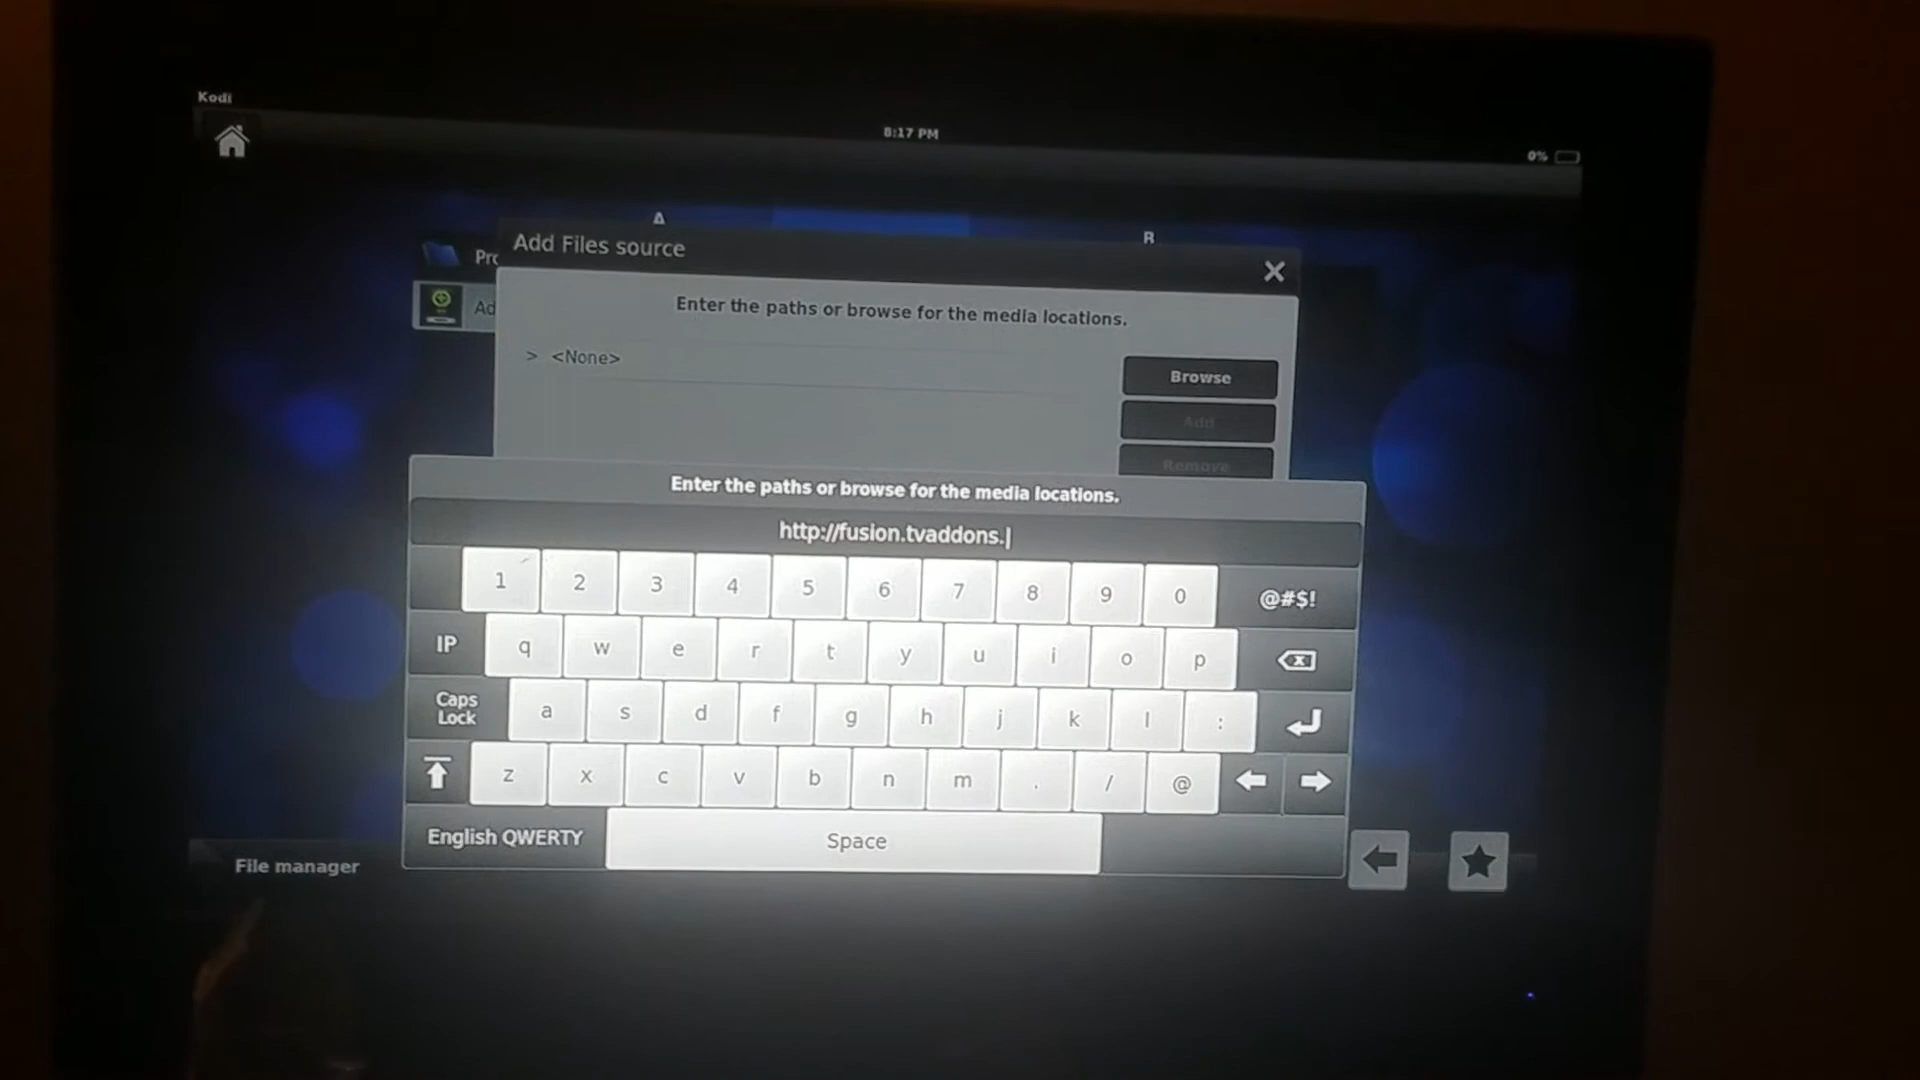 Kodi
8:17 PM
0%
A
B
Add Files source
Pro
Enter the paths or browse for the media locations.
Ad
> <None>
Browse
Add
Remove
Enter the paths or browse for the media locations.
http://fusion.tvaddons.
1 2 3 4 5 6 7 8 9 0 @#$!
IP q w e r t y u i o p
Caps Lock a s d f g h j k l :
z x c v b n m . / @
English QWERTY Space
File manager